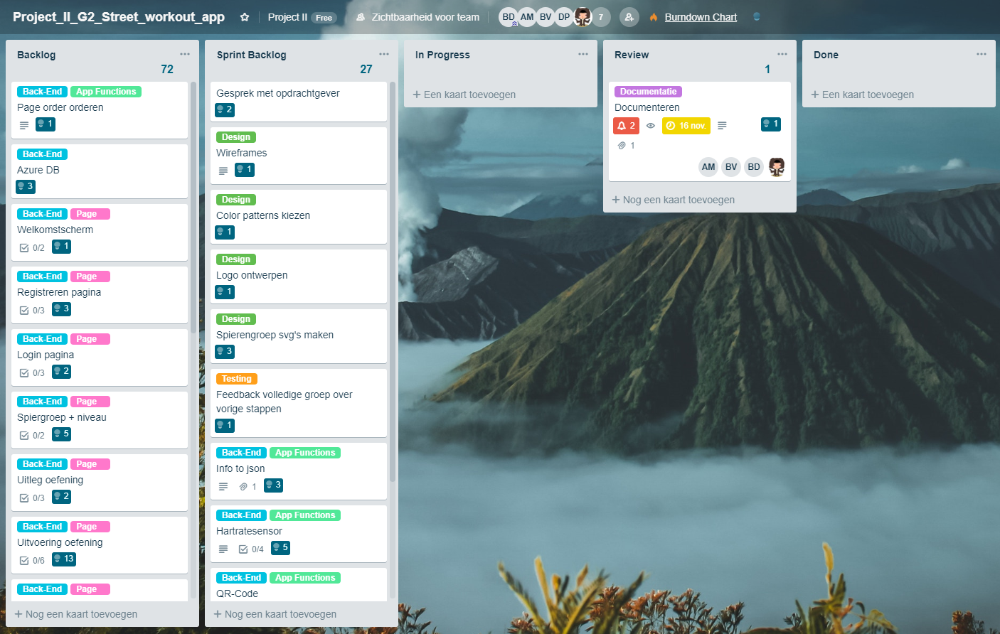 Project_II_G2_Street_workout_app
Project II Free
Zichtbaarheid voor team
BD AM BV DP 7
Burndown Chart
Backlog
72
Back-End App Functions
Page order orderen
1
Back-End
Azure DB
3
Back-End Page
Welkomstscherm
0/2 1
Back-End Page
Registreren pagina
0/3 3
Back-End Page
Login pagina
0/3 2
Back-End Page
Spiergroep + niveau
0/2 5
Back-End Page
Uitleg oefening
0/3 2
Back-End Page
Uitvoering oefening
0/6 13
Back-End Page
+ Nog een kaart toevoegen
Sprint Backlog
27
Gesprek met opdrachtgever
2
Design
Wireframes
1
Design
Color patterns kiezen
1
Design
Logo ontwerpen
1
Design
Spierengroep svg's maken
3
Testing
Feedback volledige groep over
vorige stappen
1
Back-End App Functions
Info to json
1 3
Back-End App Functions
Hartratesensor
0/4 5
Back-End App Functions
QR-Code
+ Nog een kaart toevoegen
In Progress
+ Een kaart toevoegen
Review
1
Documentatie
Documenteren
2 16 nov. 1
1
AM BV BD
+ Nog een kaart toevoegen
Done
+ Een kaart toevoegen